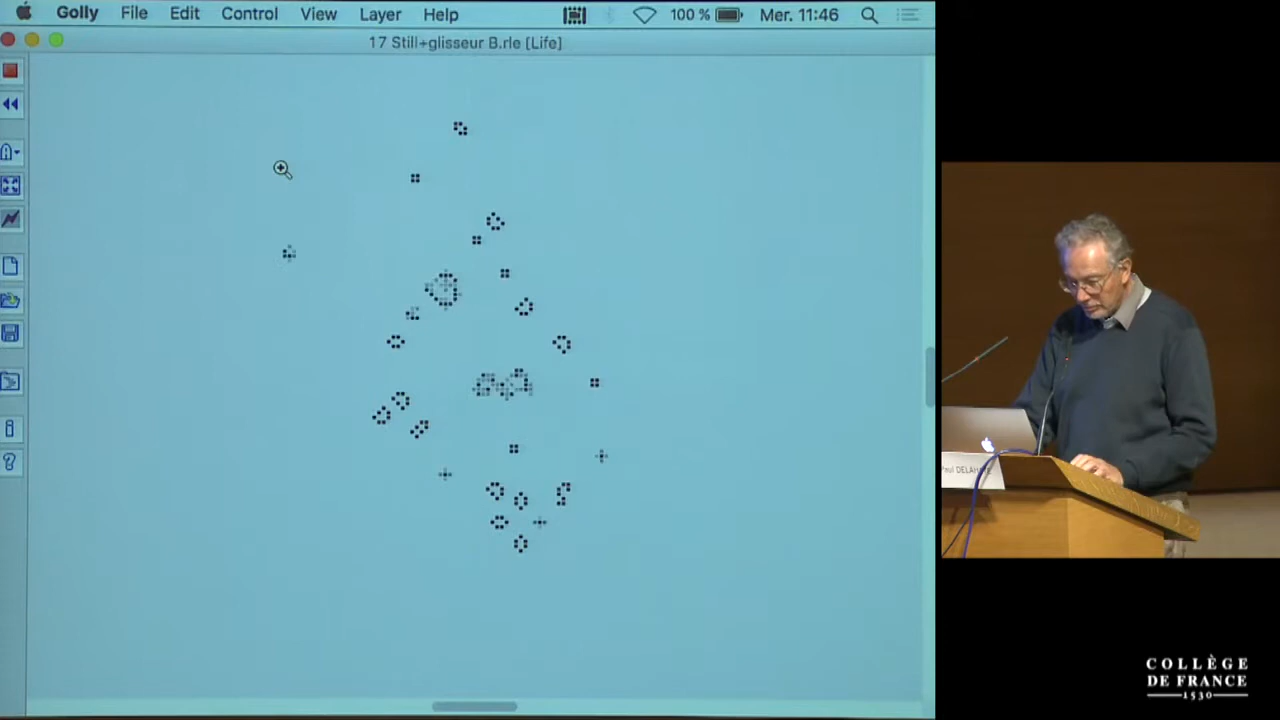 Golly File Edit Control View Layer Help 100 % Mer. 11:46
17 Still+glisseur B.rle [Life]
COLLÈGE
DE FRANCE
1530